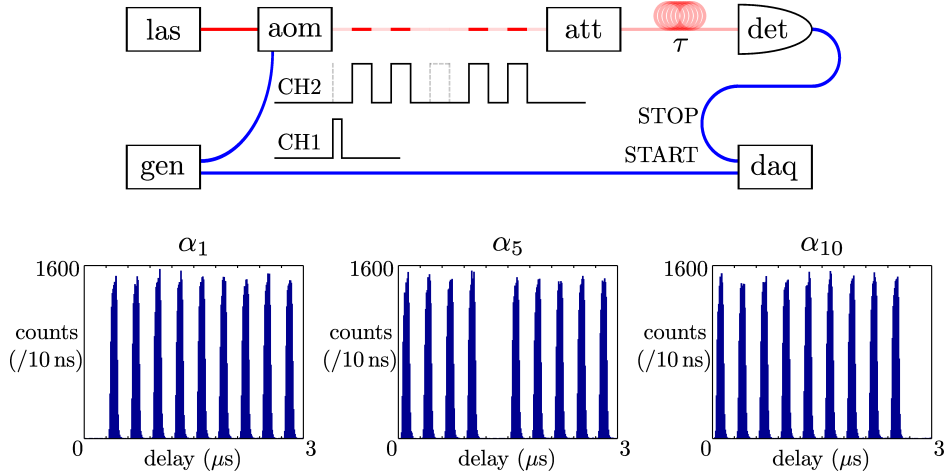 las
aom
att
τ
det
CH2
CH1
STOP
START
gen
daq
α₁
1600
counts
(/10 ns)
0
delay (μs)
3
α₅
1600
counts
(/10 ns)
0
delay (μs)
3
α₁₀
1600
counts
(/10 ns)
0
delay (μs)
3